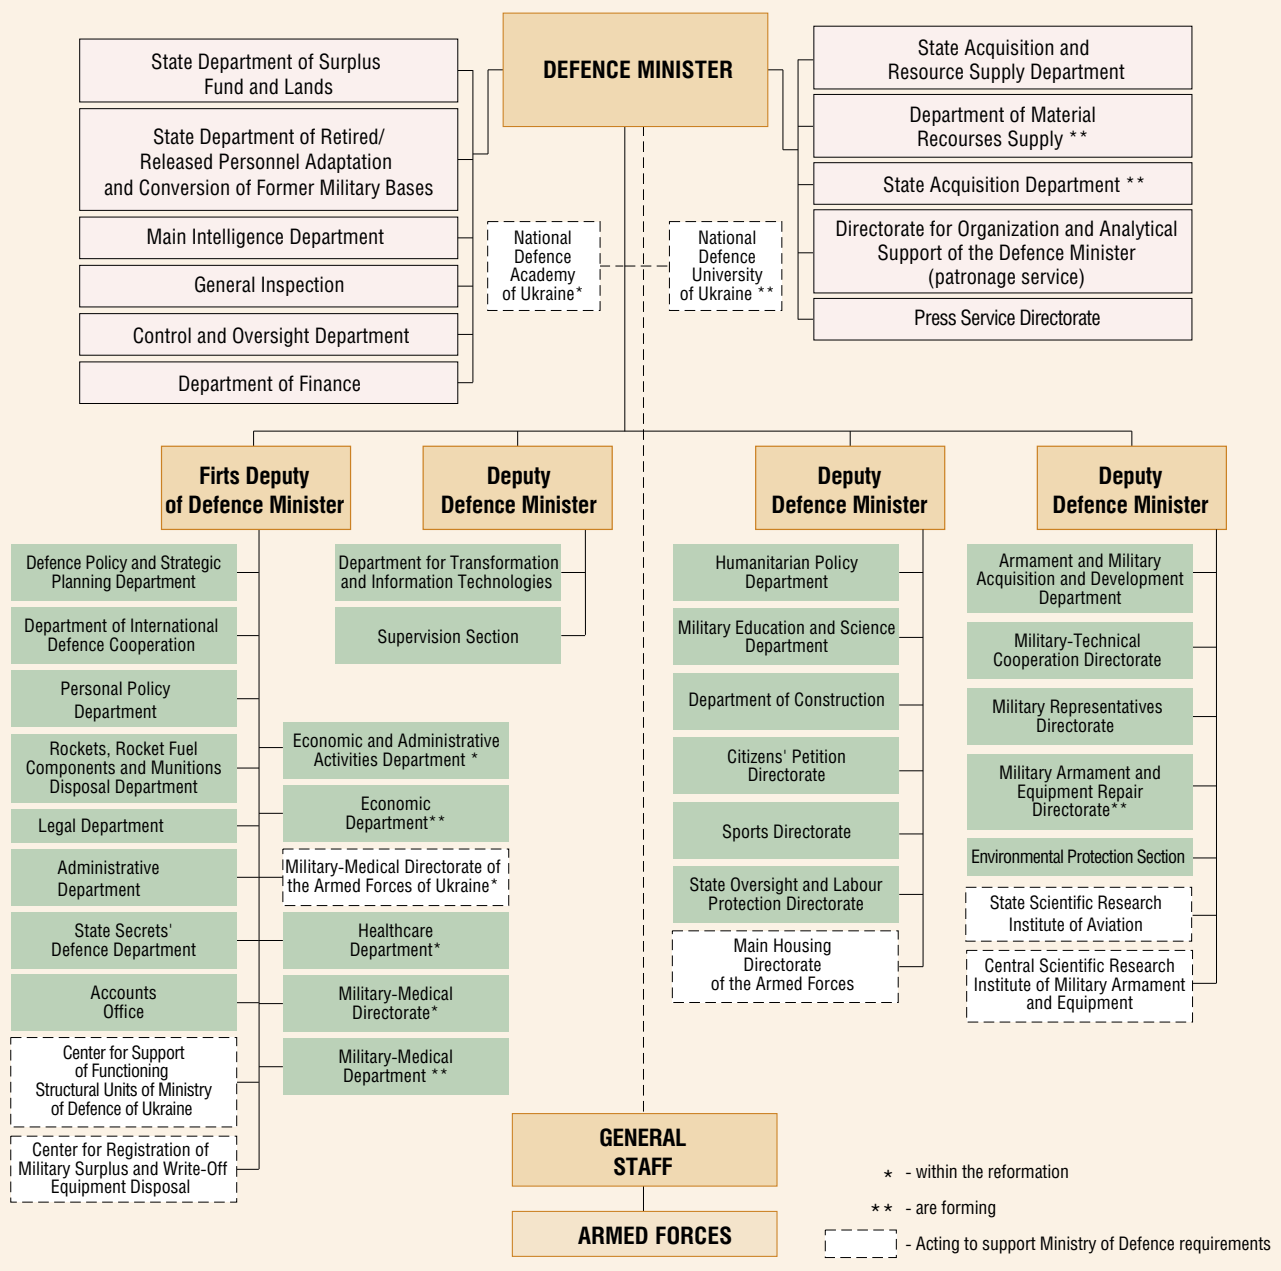 DEFENCE MINISTER
State Department of Surplus
Fund and Lands
State Department of Retired/
Released Personnel Adaptation
and Conversion of Former Military Bases
Main Intelligence Department
General Inspection
Control and Oversight Department
Department of Finance
State Acquisition and
Resource Supply Department
Department of Material
Recourses Supply **
State Acquisition Department **
Directorate for Organization and Analytical
Support of the Defence Minister
(patronage service)
Press Service Directorate
National
Defence
Academy
of Ukraine*
National
Defence
University
of Ukraine **
Firts Deputy
of Defence Minister
Defence Policy and Strategic
Planning Department
Department of International
Defence Cooperation
Personal Policy
Department
Rockets, Rocket Fuel
Components and Munitions
Disposal Department
Legal Department
Administrative
Department
State Secrets'
Defence Department
Accounts
Office
Center for Support
of Functioning
Structural Units of Ministry
of Defence of Ukraine
Center for Registration of
Military Surplus and Write-Off
Equipment Disposal
Economic and Administrative
Activities Department *
Economic
Department**
Military-Medical Directorate of
the Armed Forces of Ukraine*
Healthcare
Department*
Military-Medical
Directorate*
Military-Medical
Department **
Deputy
Defence Minister
Department for Transformation
and Information Technologies
Supervision Section
Deputy
Defence Minister
Humanitarian Policy
Department
Military Education and Science
Department
Department of Construction
Citizens' Petition
Directorate
Sports Directorate
State Oversight and Labour
Protection Directorate
Main Housing
Directorate
of the Armed Forces
Deputy
Defence Minister
Armament and Military
Acquisition and Development
Department
Military-Technical
Cooperation Directorate
Military Representatives
Directorate
Military Armament and
Equipment Repair
Directorate**
Environmental Protection Section
State Scientific Research
Institute of Aviation
Central Scientific Research
Institute of Military Armament
and Equipment
GENERAL
STAFF
ARMED FORCES
* - within the reformation
** - are forming
- Acting to support Ministry of Defence requirements